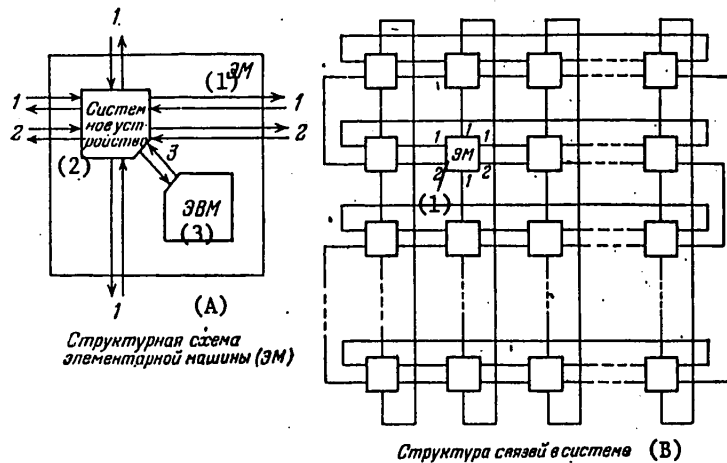 1
(1) ЭМ
1
1
Систем
ное уст-
ройство
2
2
(2)
3
ЭВМ
(3)
1
(A)
Структурная схема
элементарной машины (ЭМ)
1
1
1
ЭМ
2
1
2
(1)
Структура связей в системе (B)